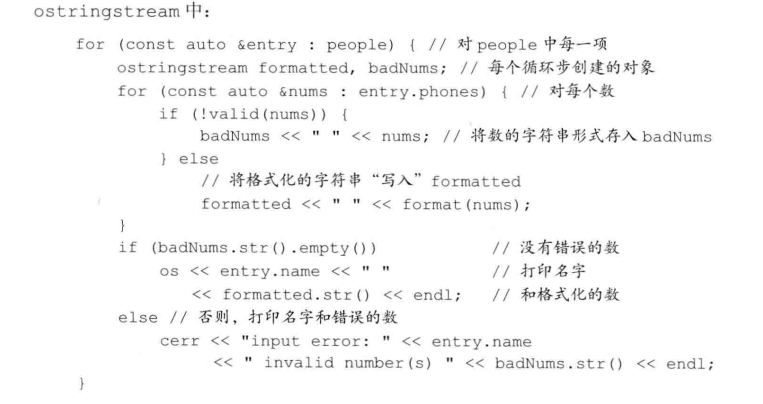 ostringstream 中：
for (const auto &entry : people) { // 对 people 中每一项
ostringstream formatted, badNums; // 每个循环步创建的对象
for (const auto &nums : entry.phones) { // 对每个数
if (!valid(nums)) {
badNums << " " << nums; // 将数的字符串形式存入 badNums
} else
// 将格式化的字符串“写入” formatted
formatted << " " << format(nums);
}
if (badNums.str().empty()) // 没有错误的数
os << entry.name << " " // 打印名字
<< formatted.str() << endl; // 和格式化的数
else // 否则，打印名字和错误的数
cerr << "input error: " << entry.name
<< " invalid number(s) " << badNums.str() << endl;
}